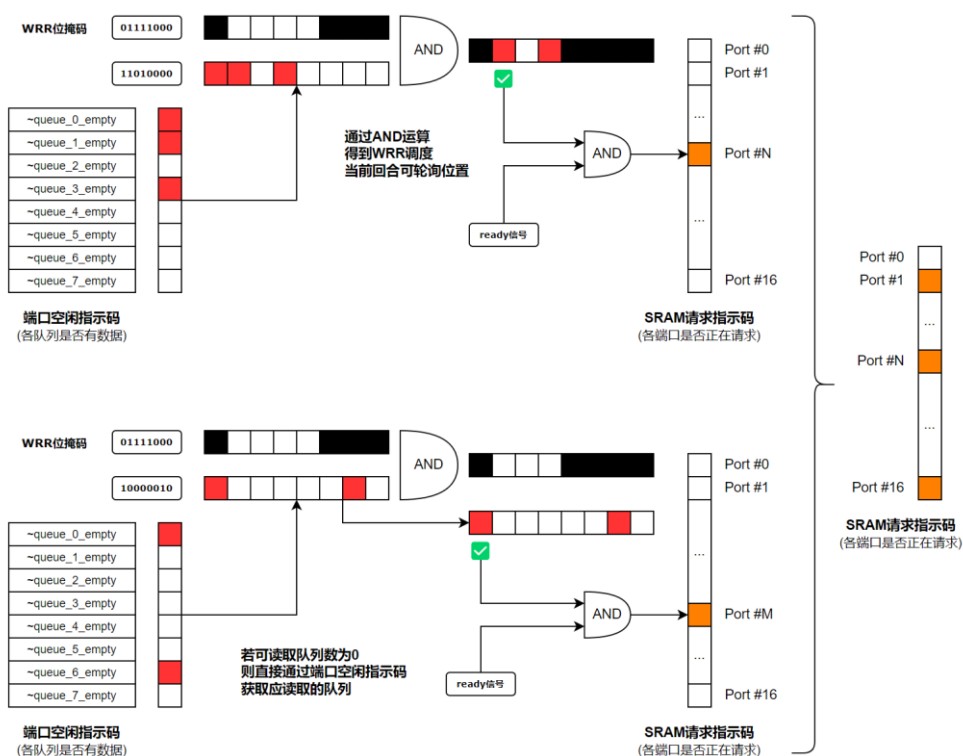 WRR位掩码
01111000
AND
11010000
~queue_0_empty
~queue_1_empty
~queue_2_empty
~queue_3_empty
~queue_4_empty
~queue_5_empty
~queue_6_empty
~queue_7_empty
端口空闲指示码
(各队列是否有数据)
通过AND运算
得到WRR调度
当前回合可轮询位置
AND
ready信号
Port #0
Port #1
...
Port #N
...
Port #16
SRAM请求指示码
(各端口是否正在请求)
WRR位掩码
01111000
AND
10000010
~queue_0_empty
~queue_1_empty
~queue_2_empty
~queue_3_empty
~queue_4_empty
~queue_5_empty
~queue_6_empty
~queue_7_empty
端口空闲指示码
(各队列是否有数据)
若可读取队列数为0
则直接通过端口空闲指示码
获取应读取的队列
AND
ready信号
Port #0
Port #1
...
Port #M
...
Port #16
SRAM请求指示码
(各端口是否正在请求)
Port #0
Port #1
...
Port #N
...
Port #16
SRAM请求指示码
(各端口是否正在请求)